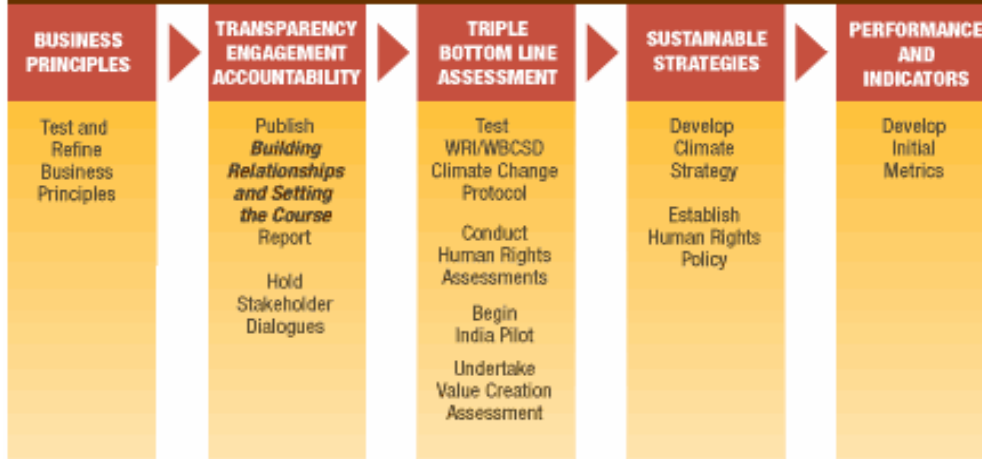 BUSINESS
PRINCIPLES
Test and
Refine
Business
Principles
TRANSPARENCY
ENGAGEMENT
ACCOUNTABILITY
Publish
Building
Relationships
and Setting
the Course
Report
Hold
Stakeholder
Dialogues
TRIPLE
BOTTOM LINE
ASSESSMENT
Test
WRI/WBCSD
Climate Change
Protocol
Conduct
Human Rights
Assessments
Begin
India Pilot
Undertake
Value Creation
Assessment
SUSTAINABLE
STRATEGIES
Develop
Climate
Strategy
Establish
Human Rights
Policy
PERFORMANCE
AND
INDICATORS
Develop
Initial
Metrics